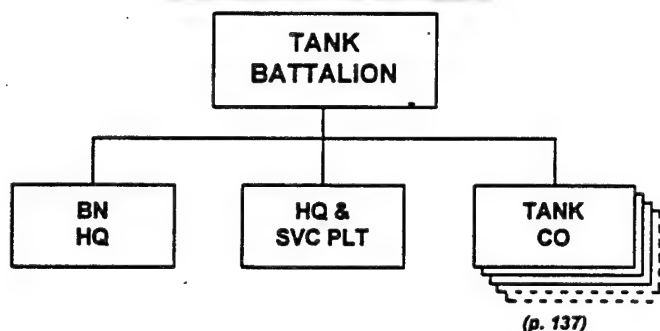 TANK
BATTALION
BN
HQ
HQ &
SVC PLT
TANK
CO
(p. 137)